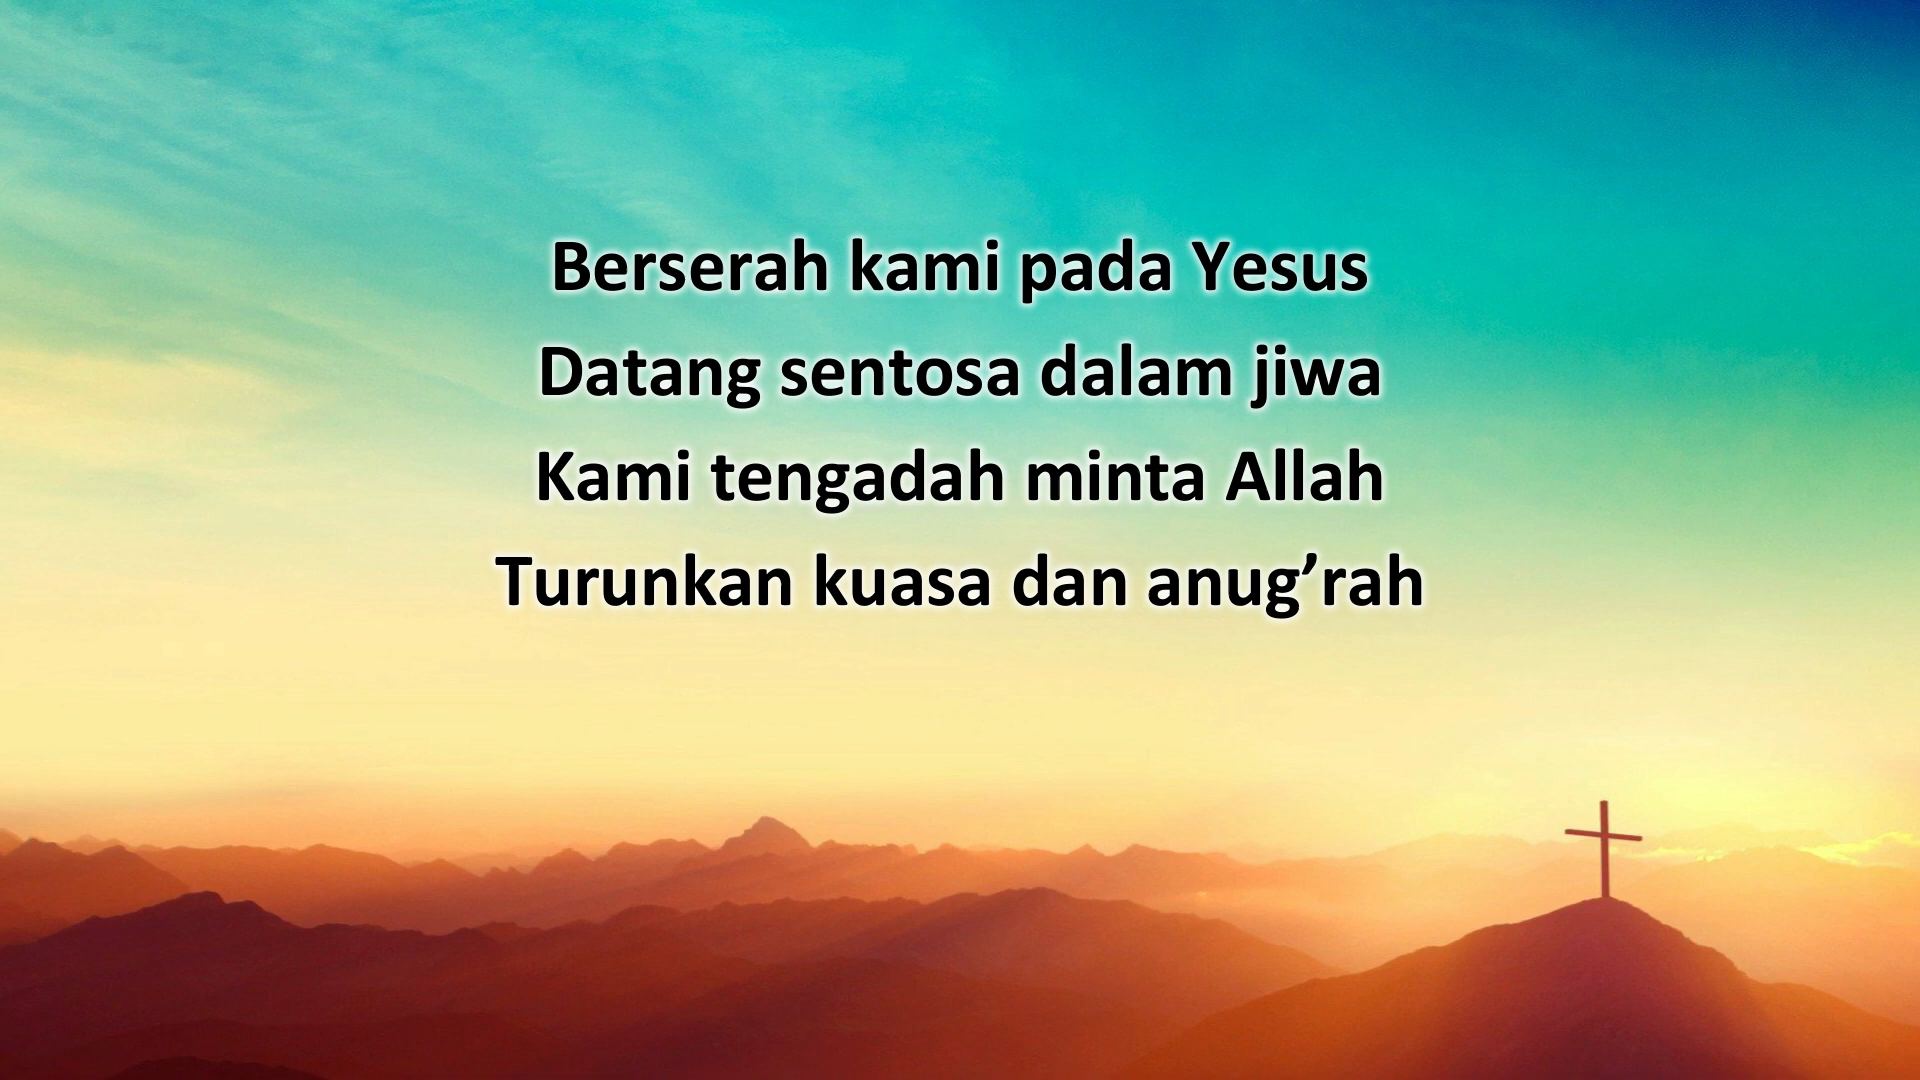 Berserah kami pada Yesus
Datang sentosa dalam jiwa
Kami tengadah minta Allah
Turunkan kuasa dan anug’rah